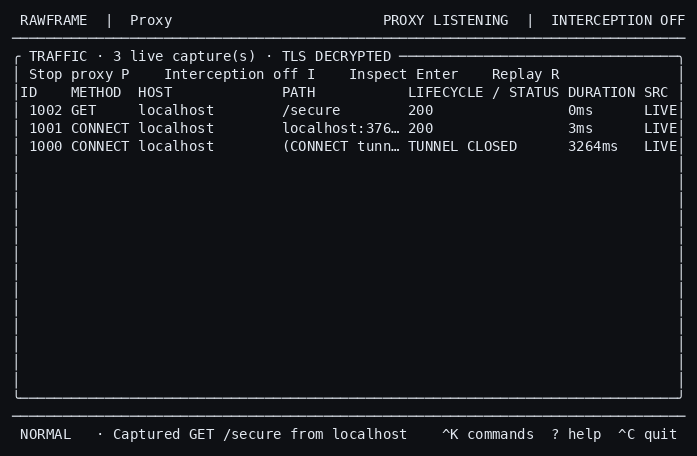 RAWFRAME | Proxy PROXY LISTENING | INTERCEPTION OFF
TRAFFIC · 3 live capture(s) · TLS DECRYPTED
Stop proxy P Interception off I Inspect Enter Replay R
ID METHOD HOST PATH LIFECYCLE / STATUS DURATION SRC
1002 GET localhost /secure 200 0ms LIVE
1001 CONNECT localhost localhost:376… 200 3ms LIVE
1000 CONNECT localhost (CONNECT tunn… TUNNEL CLOSED 3264ms LIVE
NORMAL · Captured GET /secure from localhost ^K commands ? help ^C quit